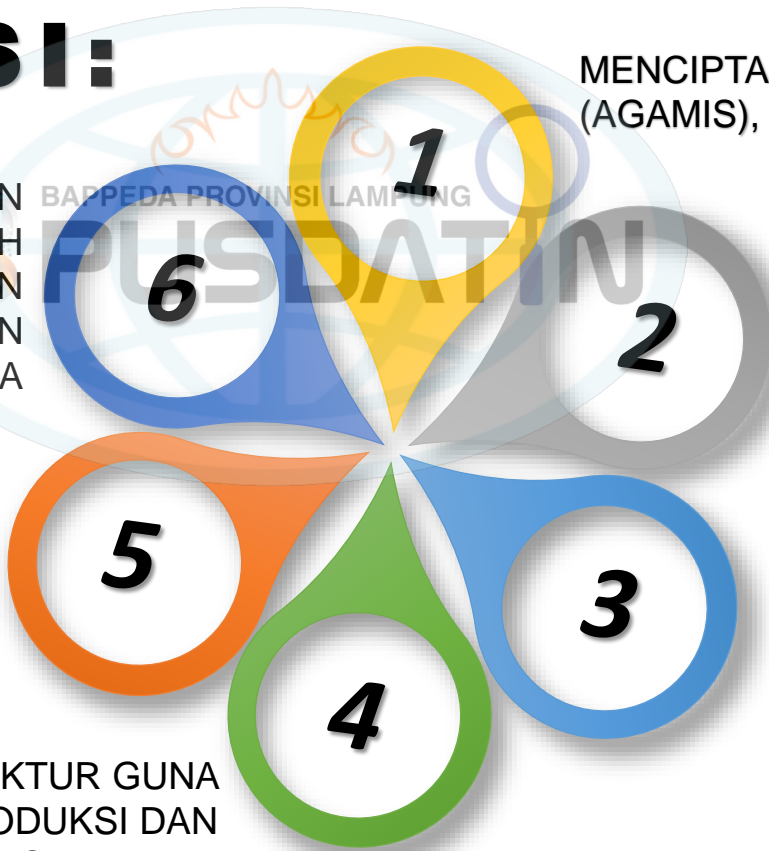 SI:
MENCIPTA
(AGAMIS),
1
N
H
N
N
A
BAPPEDA PROVINSI LAMPUNG
PUSDATIN
6
2
5
3
4
KTUR GUNA
ODUKSI DAN